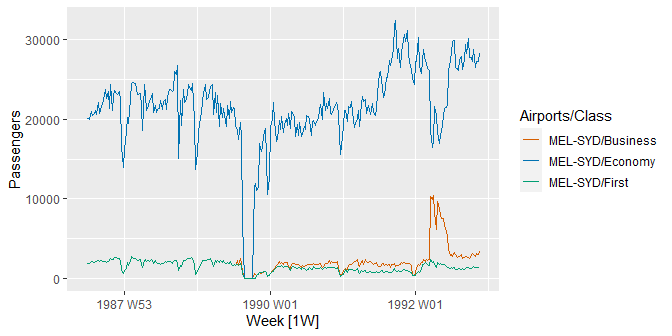 30000
20000
10000
0
Passengers
1987 W53
1990 W01
1992 W01
Week [1W]
Airports/Class
MEL-SYD/Business
MEL-SYD/Economy
MEL-SYD/First